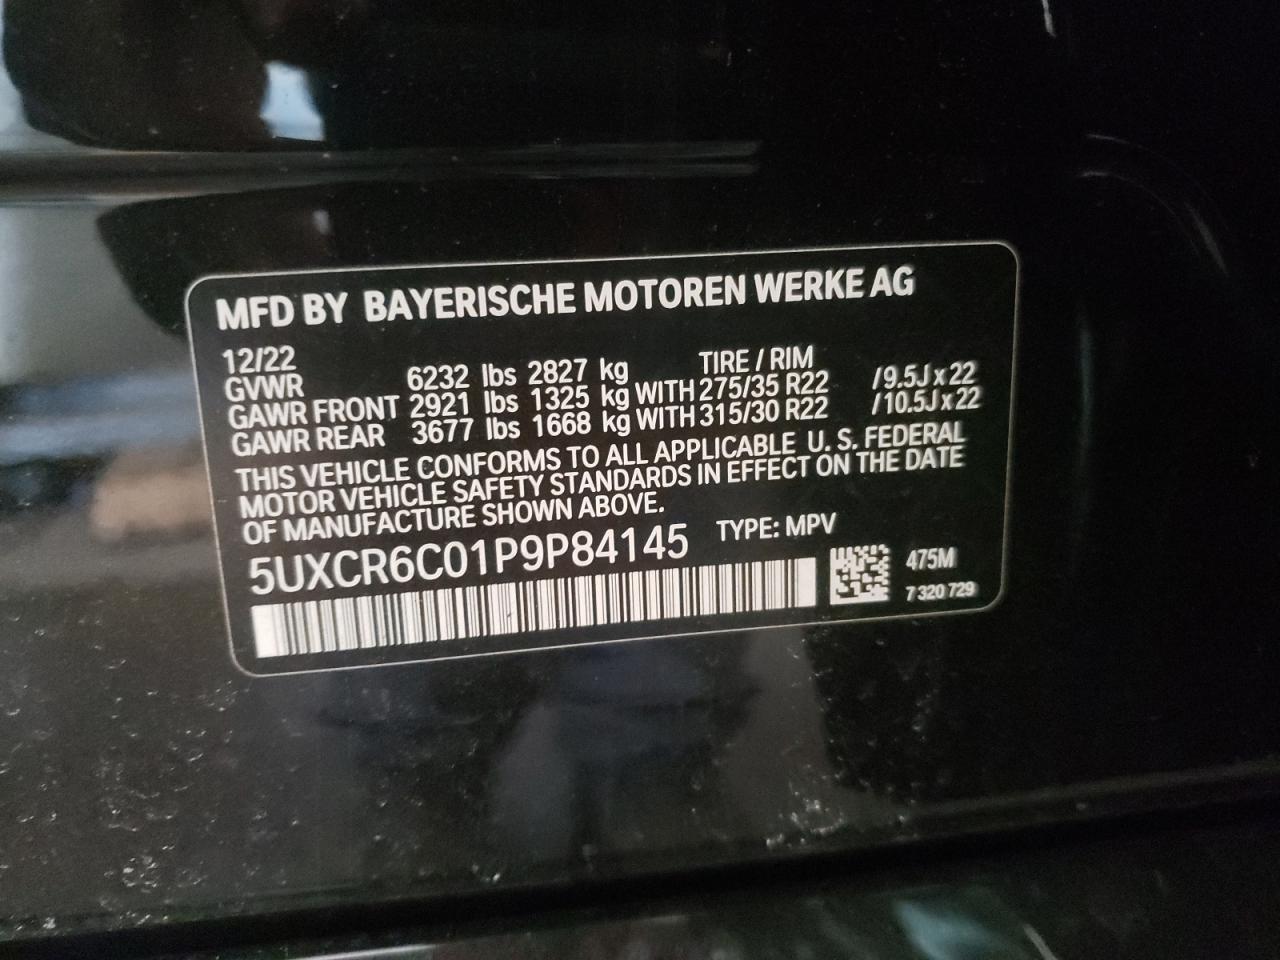 MFD BY BAYERISCHE MOTOREN WERKE AG
12/22 TIRE / RIM
GVWR 6232 lbs 2827 kg
GAWR FRONT 2921 lbs 1325 kg WITH 275/35 R22 /9.5J x 22
GAWR REAR 3677 lbs 1668 kg WITH 315/30 R22 /10.5J x 22
THIS VEHICLE CONFORMS TO ALL APPLICABLE U. S. FEDERAL
MOTOR VEHICLE SAFETY STANDARDS IN EFFECT ON THE DATE
OF MANUFACTURE SHOWN ABOVE.
5UXCR6C01P9P84145 TYPE: MPV
475M
7 320 729